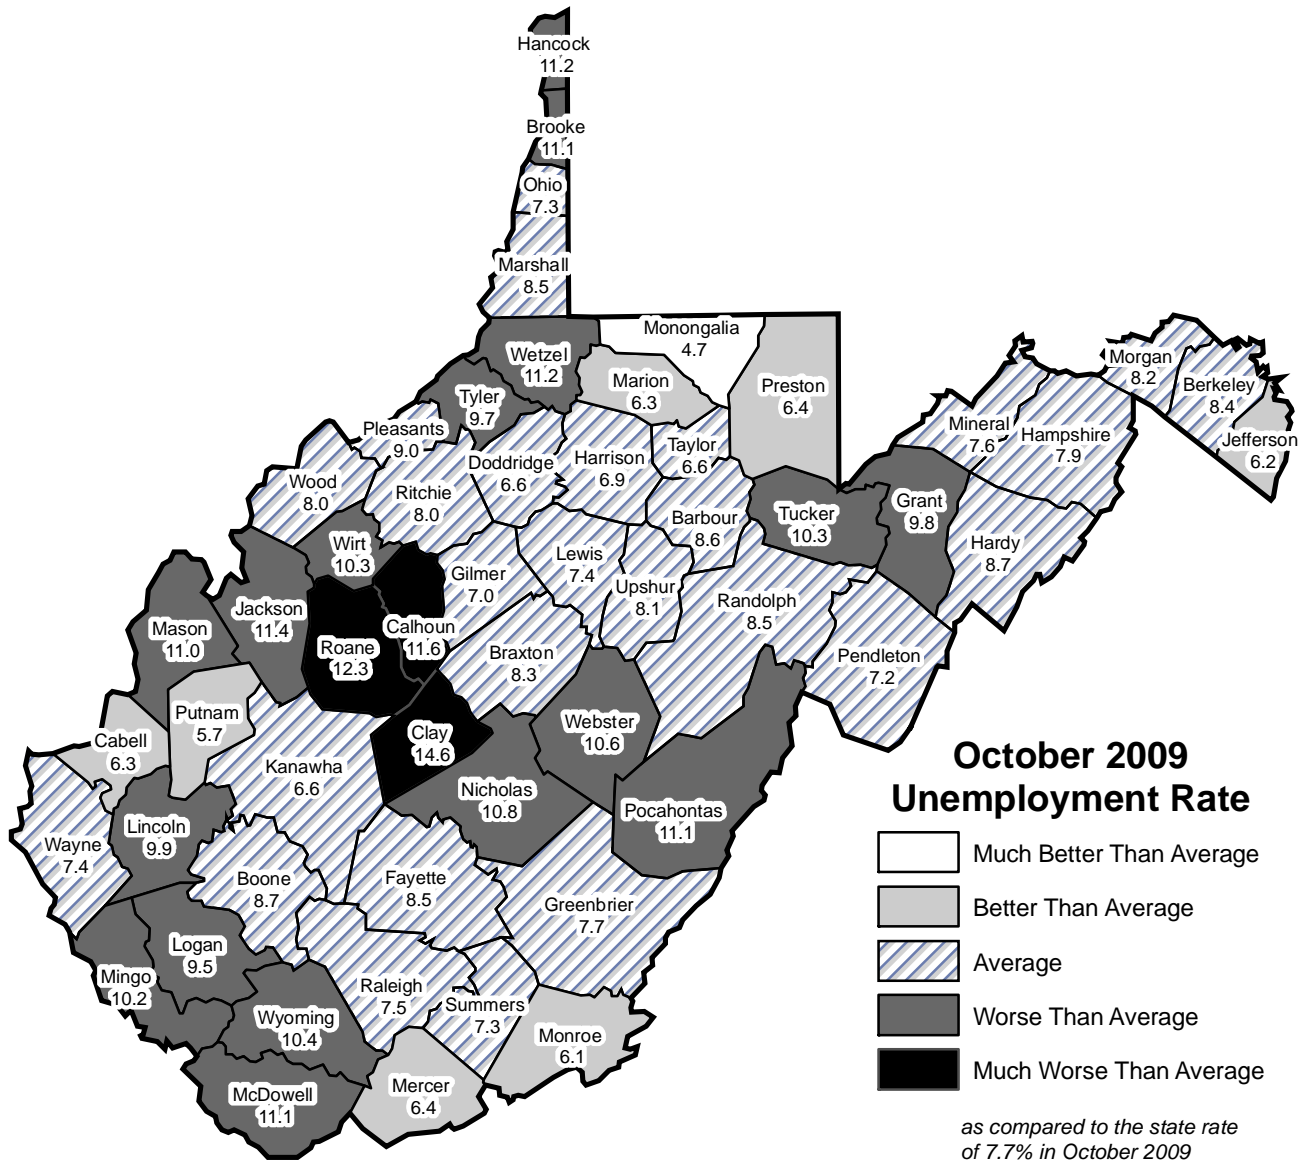 Hancock
11.2
Brooke
11.1
Ohio
7.3
Marshall
8.5
Wetzel
11.2
Monongalia
4.7
Marion
6.3
Preston
6.4
Tyler
9.7
Pleasants
9.0
Doddridge
6.6
Harrison
6.9
Taylor
6.6
Morgan
8.2
Berkeley
8.4
Jefferson
6.2
Mineral
7.6
Hampshire
7.9
Wood
8.0
Ritchie
8.0
Barbour
8.6
Tucker
10.3
Grant
9.8
Hardy
8.7
Wirt
10.3
Gilmer
7.0
Lewis
7.4
Upshur
8.1
Randolph
8.5
Mason
11.0
Jackson
11.4
Roane
12.3
Calhoun
11.6
Braxton
8.3
Pendleton
7.2
Cabell
6.3
Putnam
5.7
Kanawha
6.6
Clay
14.6
Webster
10.6
Nicholas
10.8
Pocahontas
11.1
Wayne
7.4
Lincoln
9.9
Boone
8.7
Fayette
8.5
Greenbrier
7.7
Mingo
10.2
Logan
9.5
Wyoming
10.4
Raleigh
7.5
Summers
7.3
Monroe
6.1
McDowell
11.1
Mercer
6.4
October 2009
Unemployment Rate
Much Better Than Average
Better Than Average
Average
Worse Than Average
Much Worse Than Average
as compared to the state rate
of 7.7% in October 2009